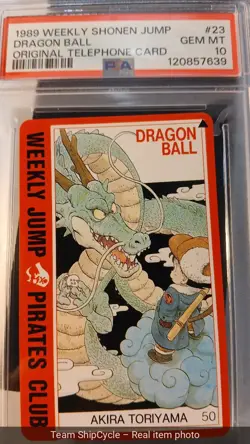 1989 WEEKLY SHONEN JUMP #23
DRAGON BALL GEM MT
ORIGINAL TELEPHONE CARD 10
PSA 120857639
DRAGON
BALL
WEEKLY JUMP PIRATES CLUB
AKIRA TORIYAMA 50
Team ShipCycle – Real item photo